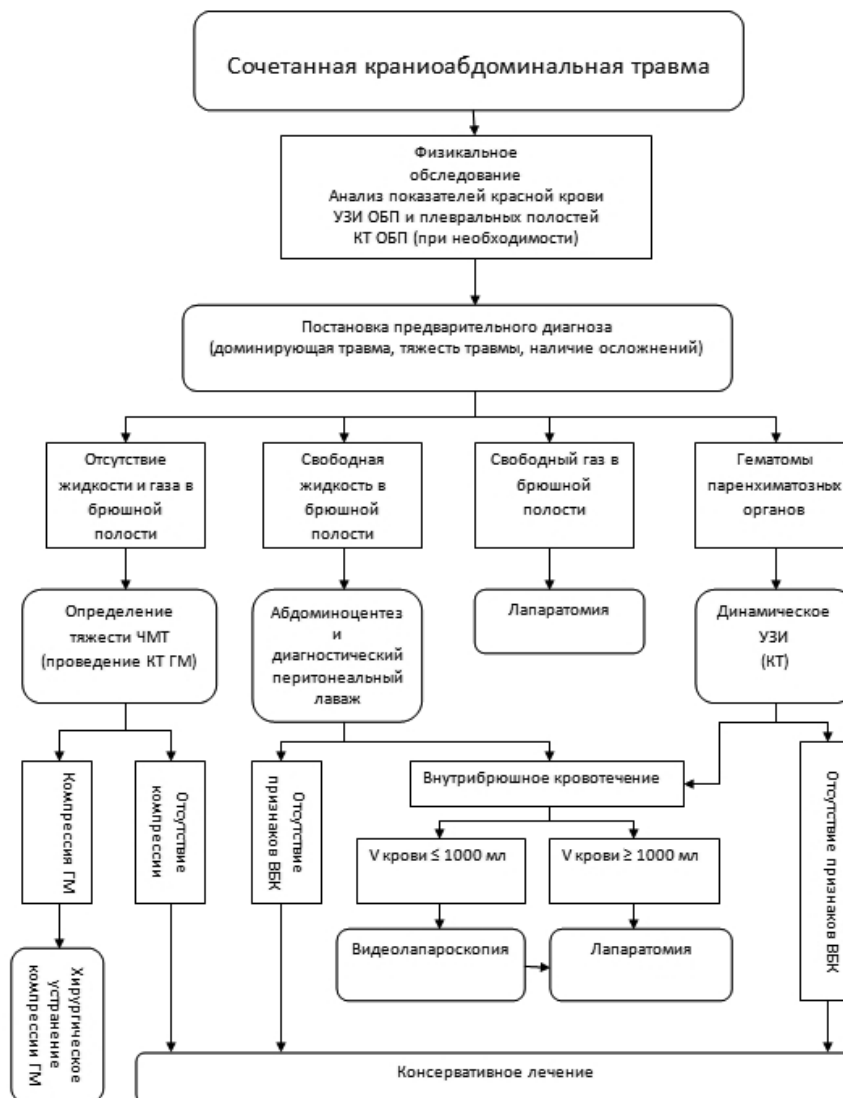 Сочетанная краниоабдоминальная травма
Физикальное
обследование
Анализ показателей красной крови
УЗИ ОБП и плевральных полостей
КТ ОБП (при необходимости)
Постановка предварительного диагноза
(доминирующая травма, тяжесть травмы, наличие осложнений)
Отсутствие
жидкости и газа в
брюшной
полости
Свободная
жидкость в
брюшной
полости
Свободный газ в
брюшной
полости
Гематомы
паренхиматозных
органов
Определение
тяжести ЧМТ
(проведение КТ ГМ)
Абдоминоцентез
и
диагностический
перитонеальный
лаваж
Лапаратомия
Динамическое
УЗИ
(КТ)
Компрессия ГМ
Отсутствие
компрессии
Отсутствие
признаков ВБК
Внутрибрюшное кровотечение
Отсутствие признаков ВБК
V крови ≤ 1000 мл
V крови ≥ 1000 мл
Видеолапароскопия
Лапаратомия
Хирургическое
устранение
компрессии ГМ
Консервативное лечение